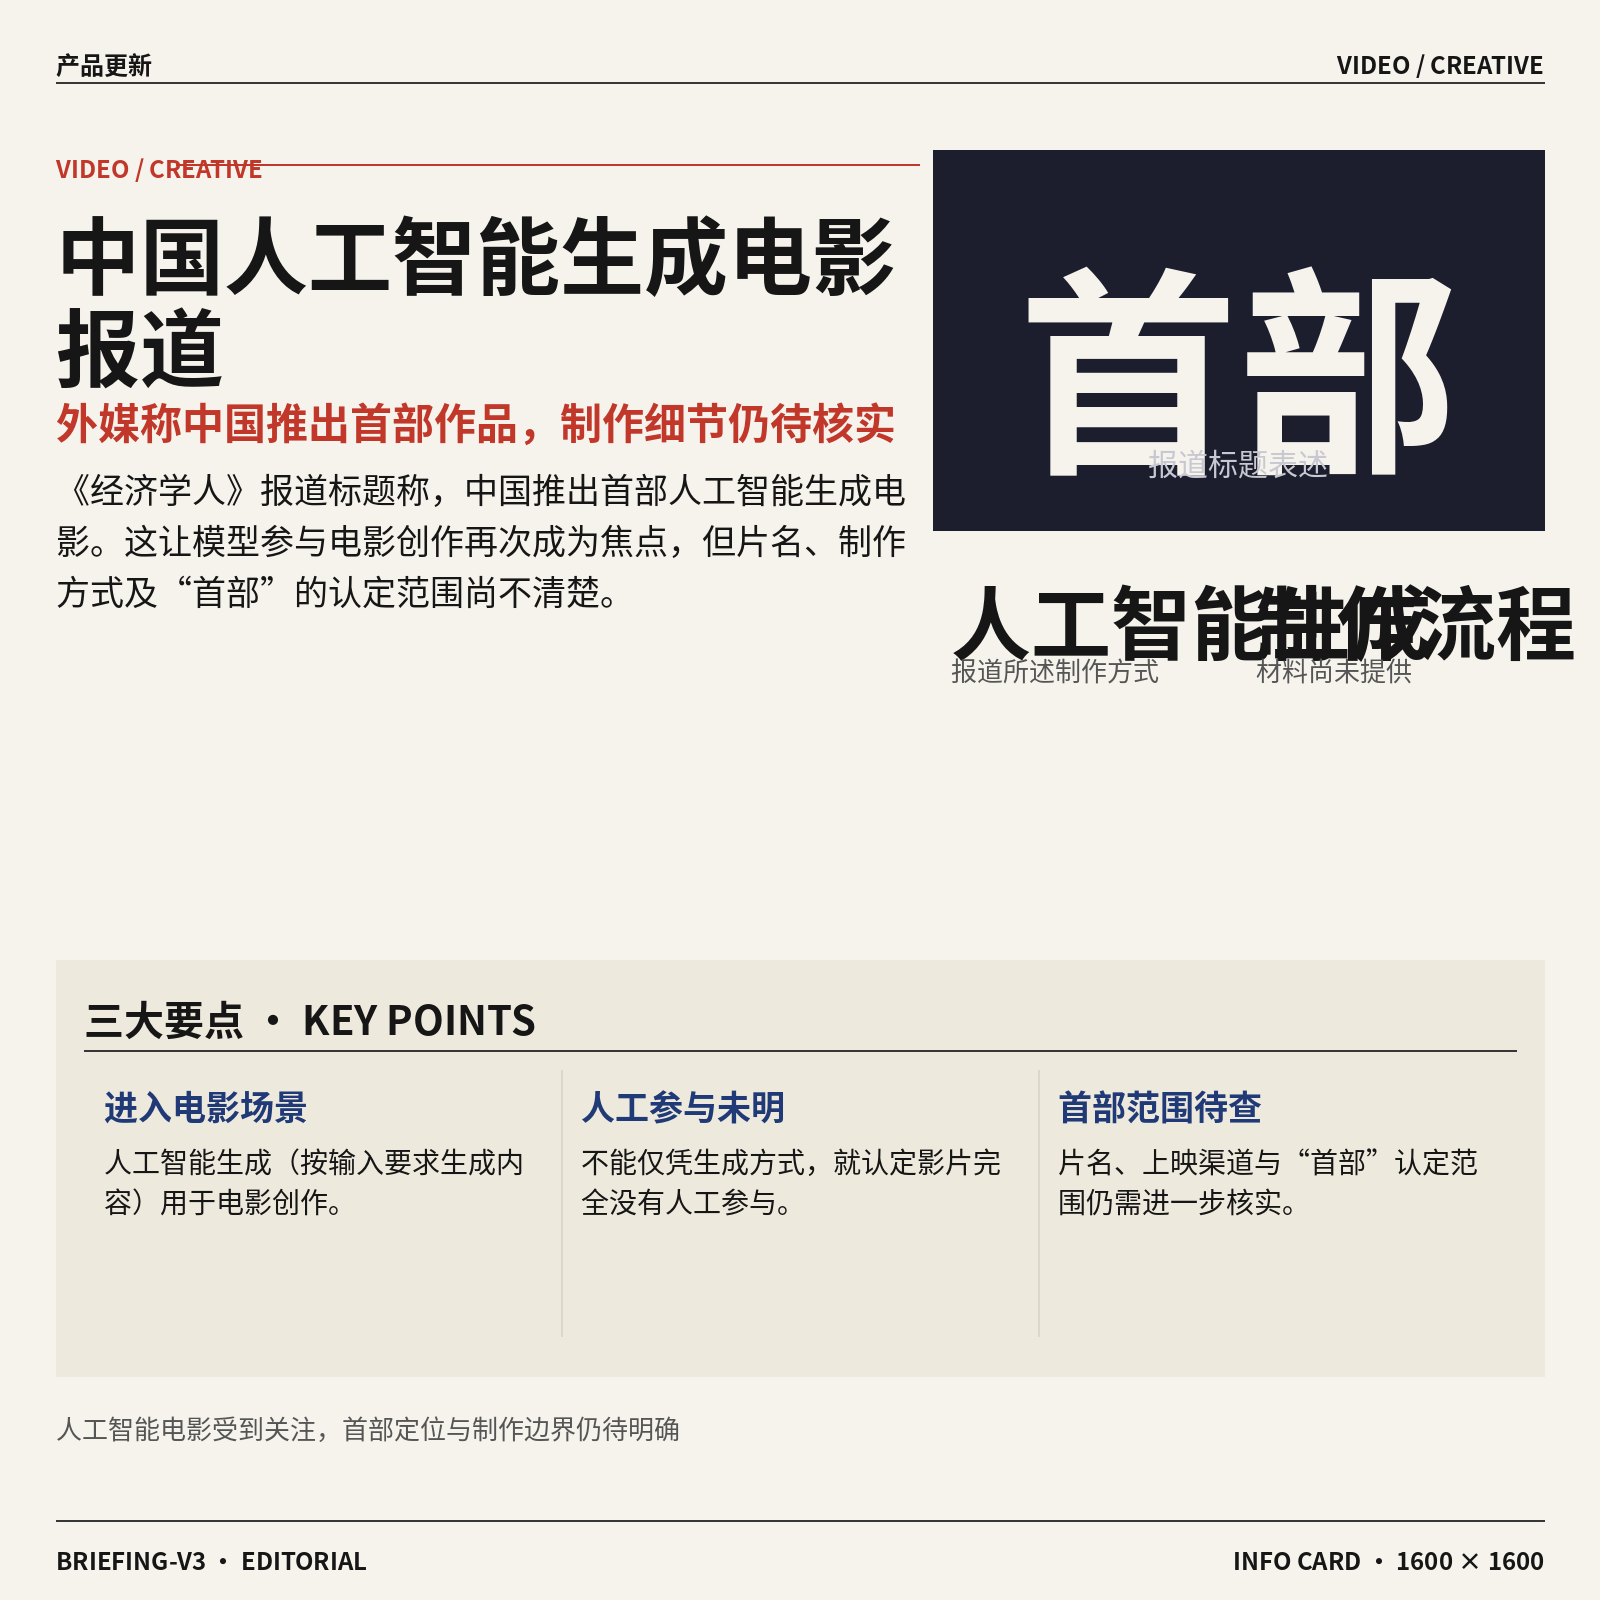 产品更新
VIDEO / CREATIVE
VIDEO / CREATIVE
中国人工智能生成电影
报道
外媒称中国推出首部作品，制作细节仍待核实
《经济学人》报道标题称，中国推出首部人工智能生成电
影。这让模型参与电影创作再次成为焦点，但片名、制作
方式及“首部”的认定范围尚不清楚。
首部
报道标题表述
人工智能生成
制作流程
报道所述制作方式
材料尚未提供
三大要点 · KEY POINTS
进入电影场景
人工智能生成（按输入要求生成内
容）用于电影创作。
人工参与未明
不能仅凭生成方式，就认定影片完
全没有人工参与。
首部范围待查
片名、上映渠道与“首部”认定范
围仍需进一步核实。
人工智能电影受到关注，首部定位与制作边界仍待明确
BRIEFING-V3 · EDITORIAL
INFO CARD · 1600 × 1600